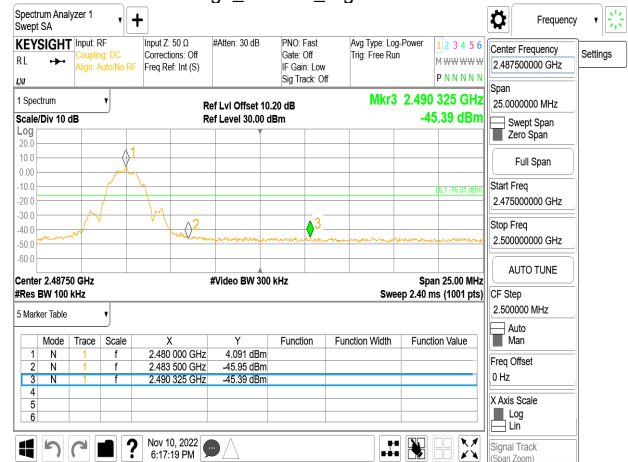 Spectrum Analyzer 1
Swept SA
Frequency
KEYSIGHT
RL
Input: RF
Coupling: DC
Align: Auto/No RF
Input Z: 50 Ω
Corrections: Off
Freq Ref: Int (S)
#Atten: 30 dB
PNO: Fast
Gate: Off
IF Gain: Low
Sig Track: Off
Avg Type: Log-Power
Trig: Free Run
1 2 3 4 5 6
M W W W W W
P N N N N N
1 Spectrum
Scale/Div 10 dB
Ref Lvl Offset 10.20 dB
Ref Level 30.00 dBm
Mkr3 2.490 325 GHz
-45.39 dBm
Log
20.0
10.0
0.00
-10.0
-20.0
-30.0
-40.0
-50.0
-60.0
1
2
3
DL1 -16.01 dBm
Center 2.48750 GHz
#Video BW 300 kHz
Span 25.00 MHz
#Res BW 100 kHz
Sweep 2.40 ms (1001 pts)
5 Marker Table
Mode Trace Scale X Y Function Function Width Function Value
1 N 1 f 2.480 000 GHz 4.091 dBm
2 N 1 f 2.483 500 GHz -45.95 dBm
3 N 1 f 2.490 325 GHz -45.39 dBm
4
5
6
?
Nov 10, 2022
6:17:19 PM
Center Frequency
2.487500000 GHz
Settings
Span
25.0000000 MHz
Swept Span
Zero Span
Full Span
Start Freq
2.475000000 GHz
Stop Freq
2.500000000 GHz
AUTO TUNE
CF Step
2.500000 MHz
Auto
Man
Freq Offset
0 Hz
X Axis Scale
Log
Lin
Signal Track
(Span Zoom)